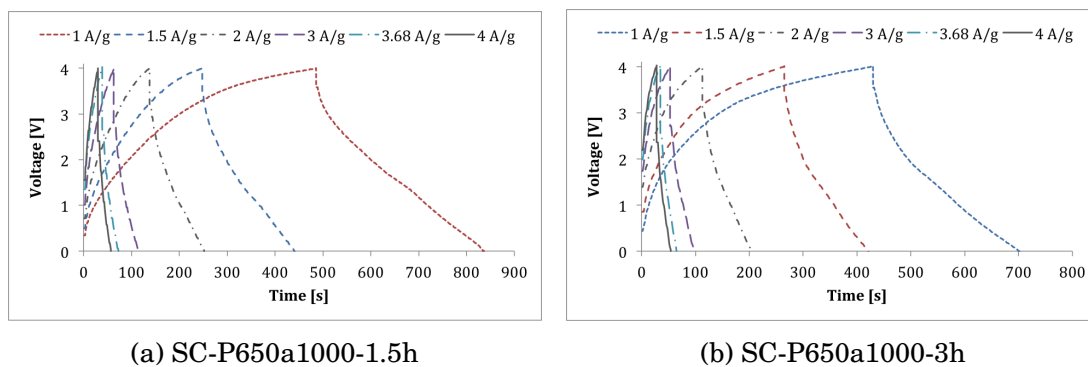 1 A/g 1.5 A/g 2 A/g 3 A/g 3.68 A/g 4 A/g
Voltage [V]
4
3
2
1
0
0 100 200 300 400 500 600 700 800 900
Time [s]
(a) SC-P650a1000-1.5h
1 A/g 1.5 A/g 2 A/g 3 A/g 3.68 A/g 4 A/g
Voltage [V]
4
3
2
1
0
0 100 200 300 400 500 600 700 800
Time [s]
(b) SC-P650a1000-3h